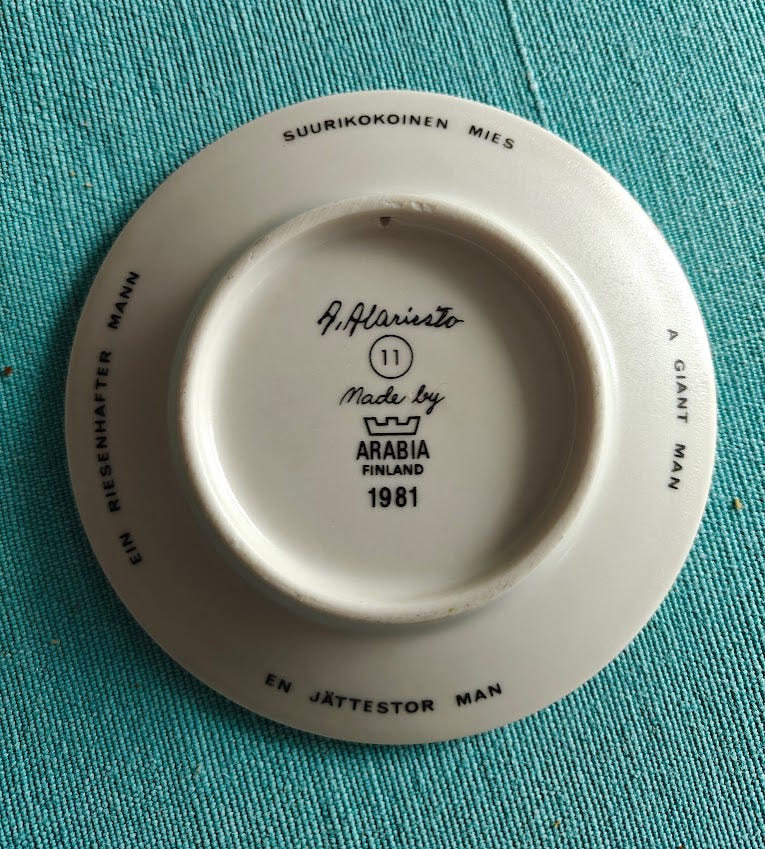 SUURIKOKOINEN MIES
A GIANT MAN
EN JÄTTESTOR MAN
EIN RIESENHAFTER MANN
A. Alariesto
11
Made by
ARABIA
FINLAND
1981